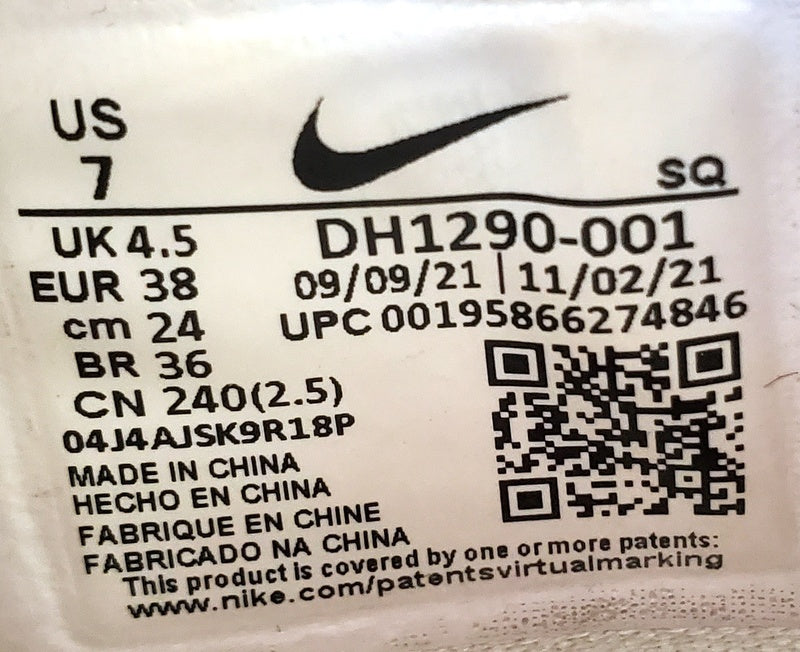 US
7
SQ
UK 4.5
DH1290-001
EUR 38
09/09/21 | 11/02/21
cm 24
UPC 001958662 74846
BR 36
CN 240(2.5)
04J4AJSK9R18P
MADE IN CHINA
HECHO EN CHINA
FABRIQUE EN CHINE
FABRICADO NA CHINA
This product is covered by one or more patents:
www.nike.com/patentsvirtualmarking